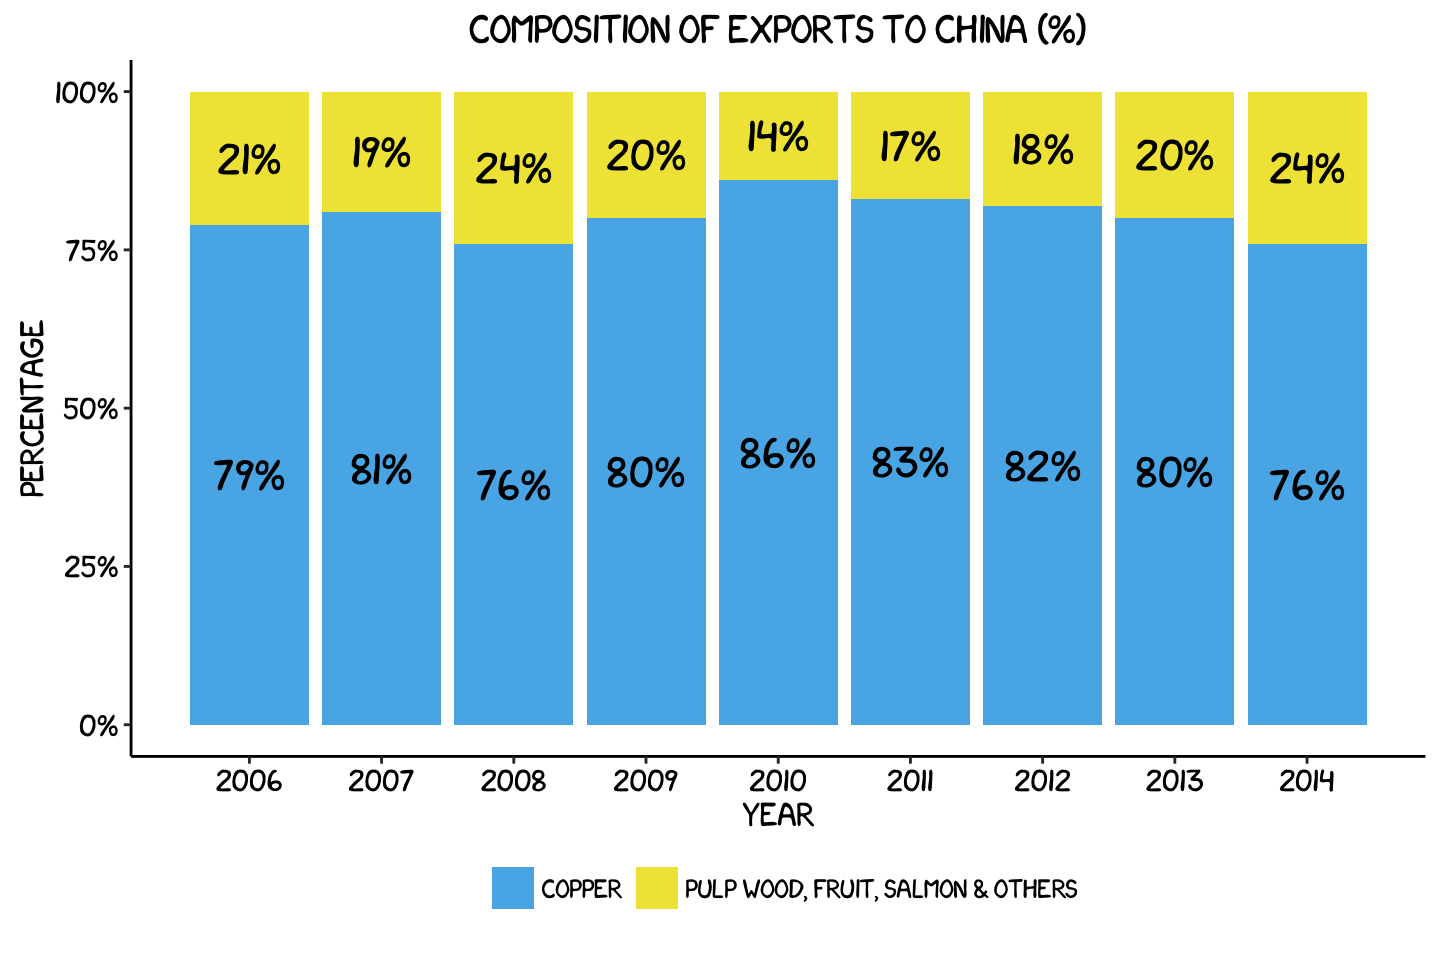 COMPOSITION OF EXPORTS TO CHINA (%)
100%
75%
50%
25%
0%
PERCENTAGE
21% 19% 24% 20% 14% 17% 18% 20% 24%
79% 81% 76% 80% 86% 83% 82% 80% 76%
2006 2007 2008 2009 2010 2011 2012 2013 2014
YEAR
COPPER PULP WOOD, FRUIT, SALMON & OTHERS